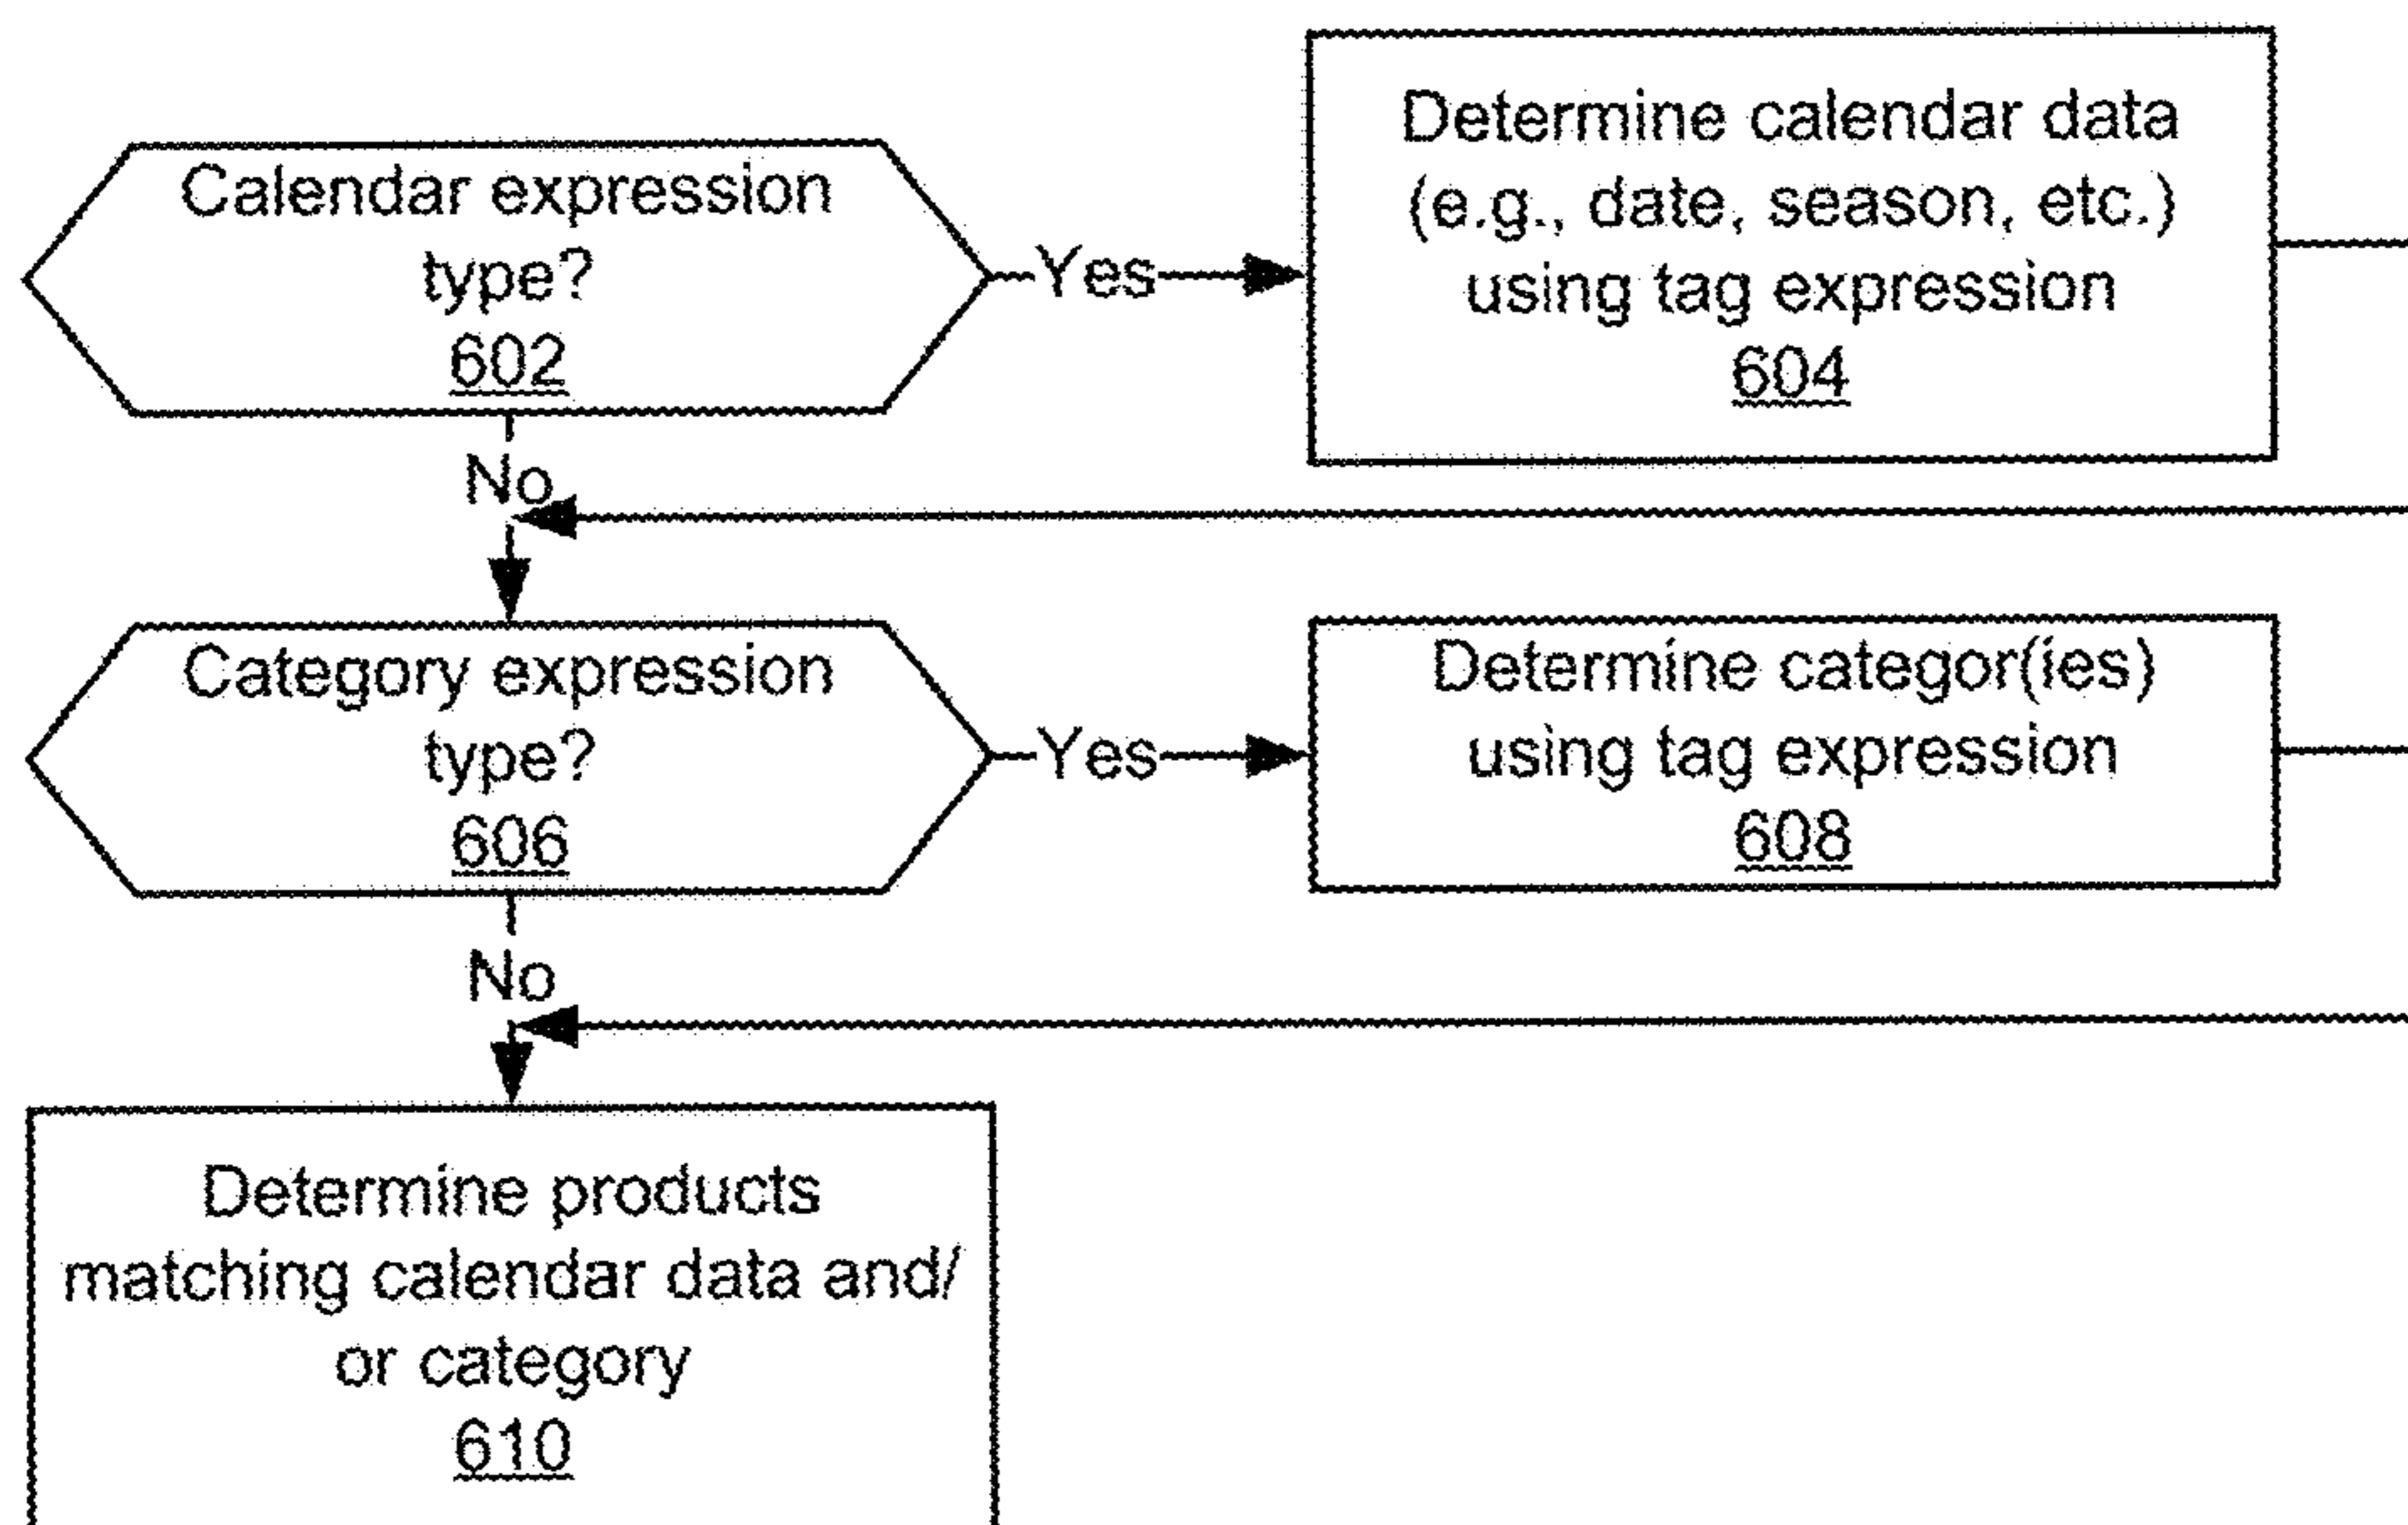 Calendar expression
type?
602
Yes
Determine calendar data
(e.g., date, season, etc.)
using tag expression
604
No
Category expression
type?
606
Yes
Determine categor(ies)
using tag expression
608
No
Determine products
matching calendar data and/
or category
610